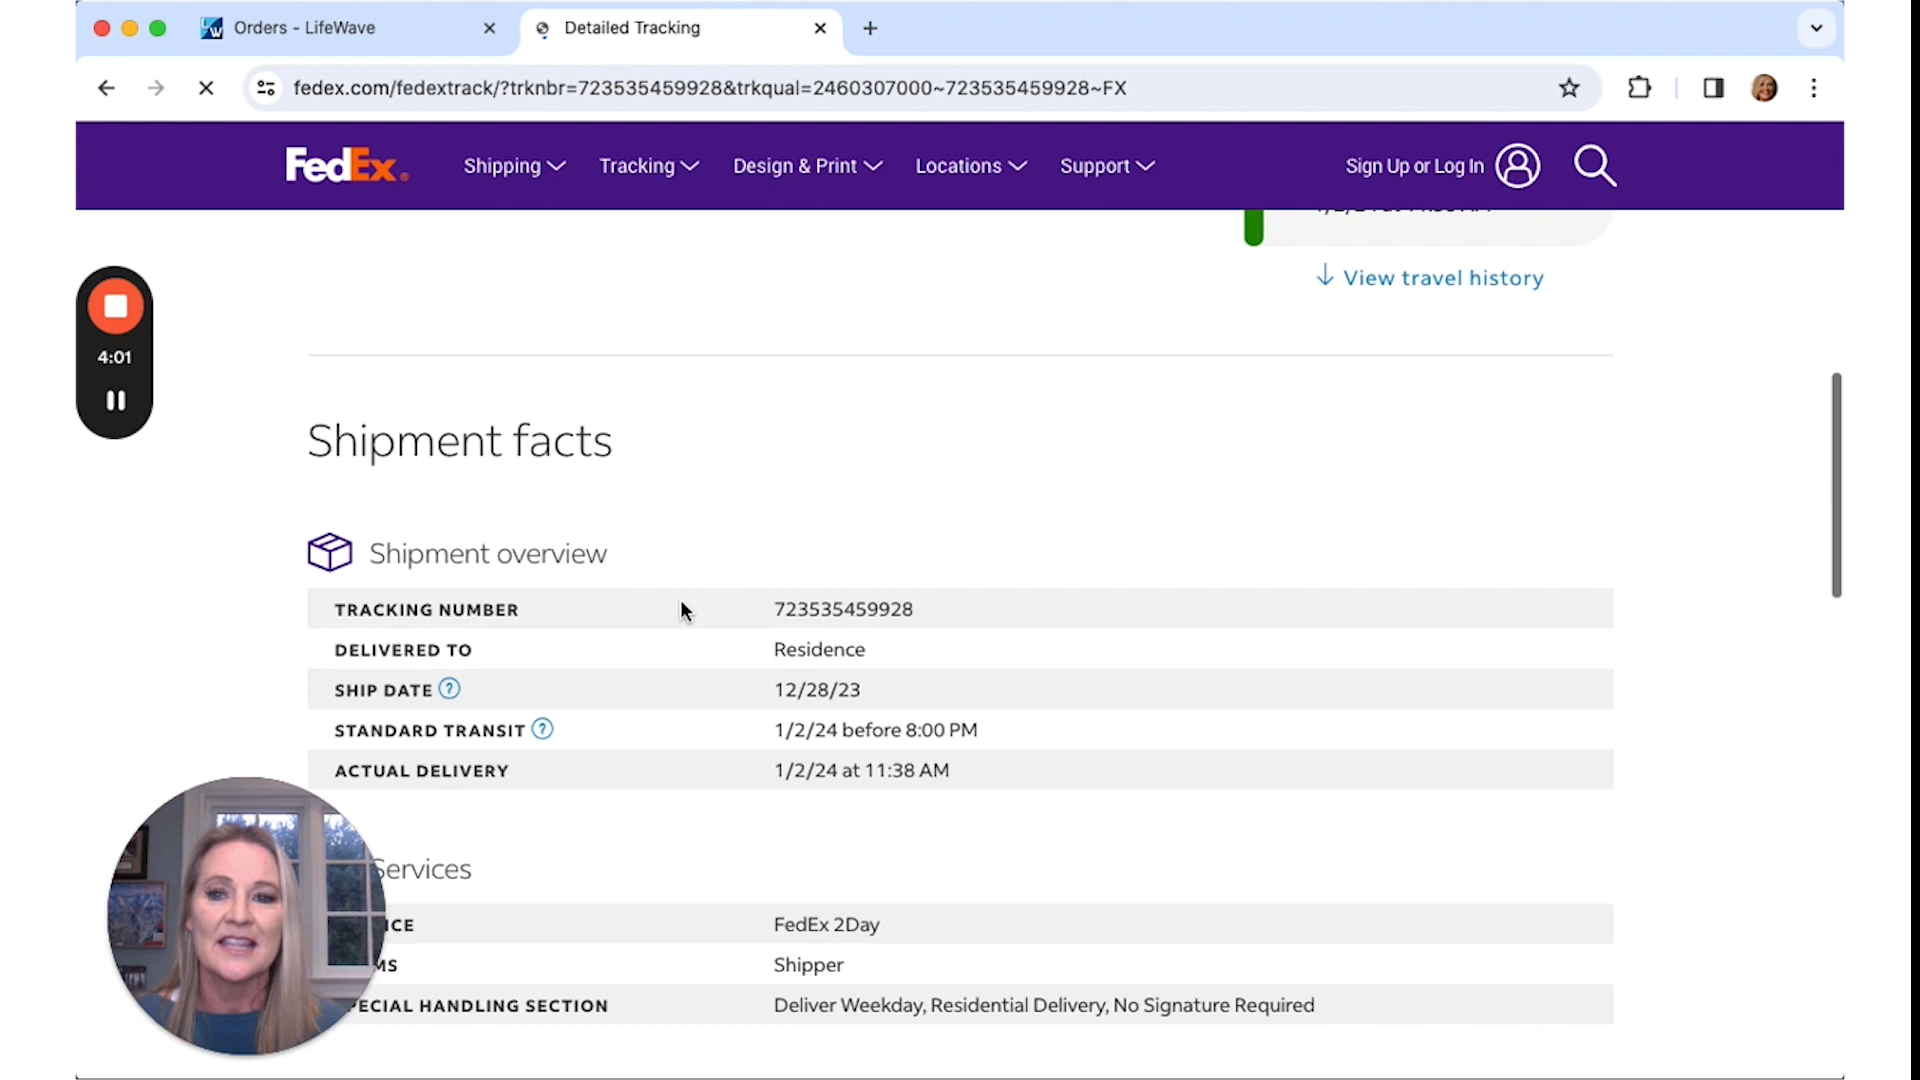 Orders - LifeWave
Detailed Tracking
fedex.com/fedextrack/?trknbr=723535459928&trkqual=2460307000~723535459928~FX
FedEx®
Shipping
Tracking
Design & Print
Locations
Support
Sign Up or Log In
View travel history
4:01
Shipment facts
Shipment overview
TRACKING NUMBER 723535459928
DELIVERED TO Residence
SHIP DATE ? 12/28/23
STANDARD TRANSIT ? 1/2/24 before 8:00 PM
ACTUAL DELIVERY 1/2/24 at 11:38 AM
Services
ICE FedEx 2Day
MS Shipper
PECIAL HANDLING SECTION Deliver Weekday, Residential Delivery, No Signature Required